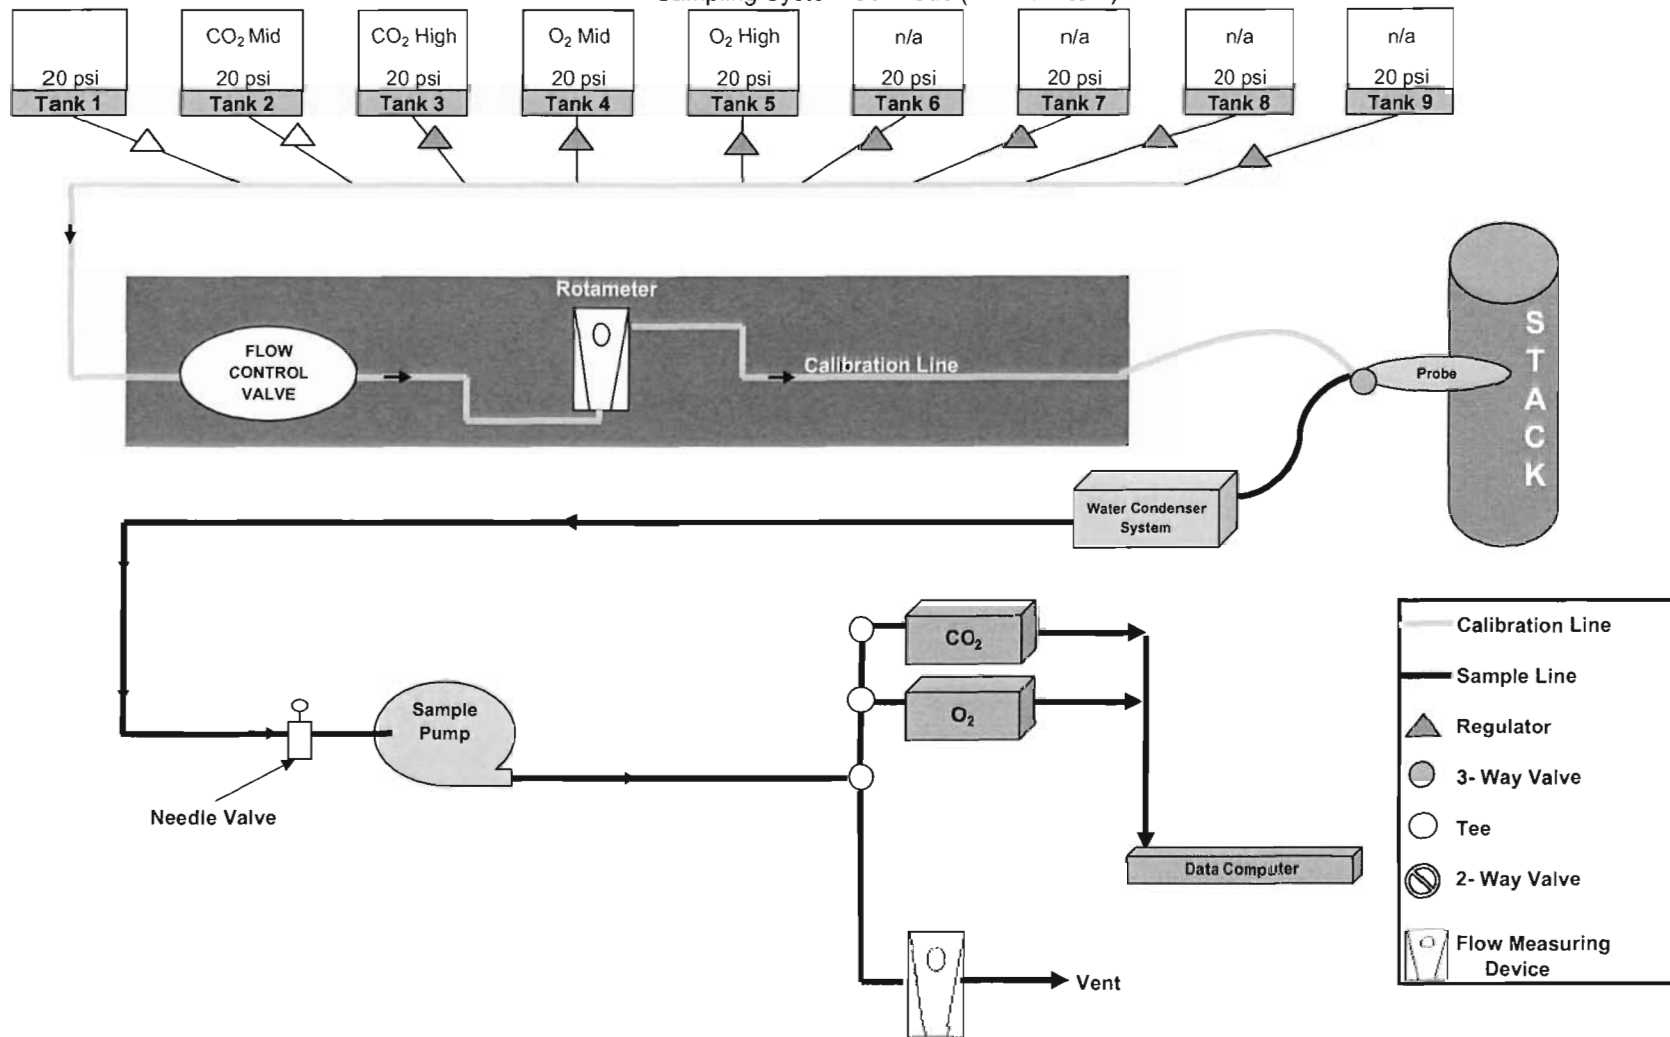 Sampling System
CO₂ Mid
CO₂ High
O₂ Mid
O₂ High
n/a
n/a
n/a
n/a
20 psi
20 psi
20 psi
20 psi
20 psi
20 psi
20 psi
20 psi
20 psi
Tank 1
Tank 2
Tank 3
Tank 4
Tank 5
Tank 6
Tank 7
Tank 8
Tank 9
Rotameter
FLOW
CONTROL
VALVE
Calibration Line
Probe
STACK
Water Condenser
System
CO₂
O₂
Sample
Pump
Needle Valve
Data Computer
Vent
Calibration Line
Sample Line
Regulator
3- Way Valve
Tee
2- Way Valve
Flow Measuring
Device